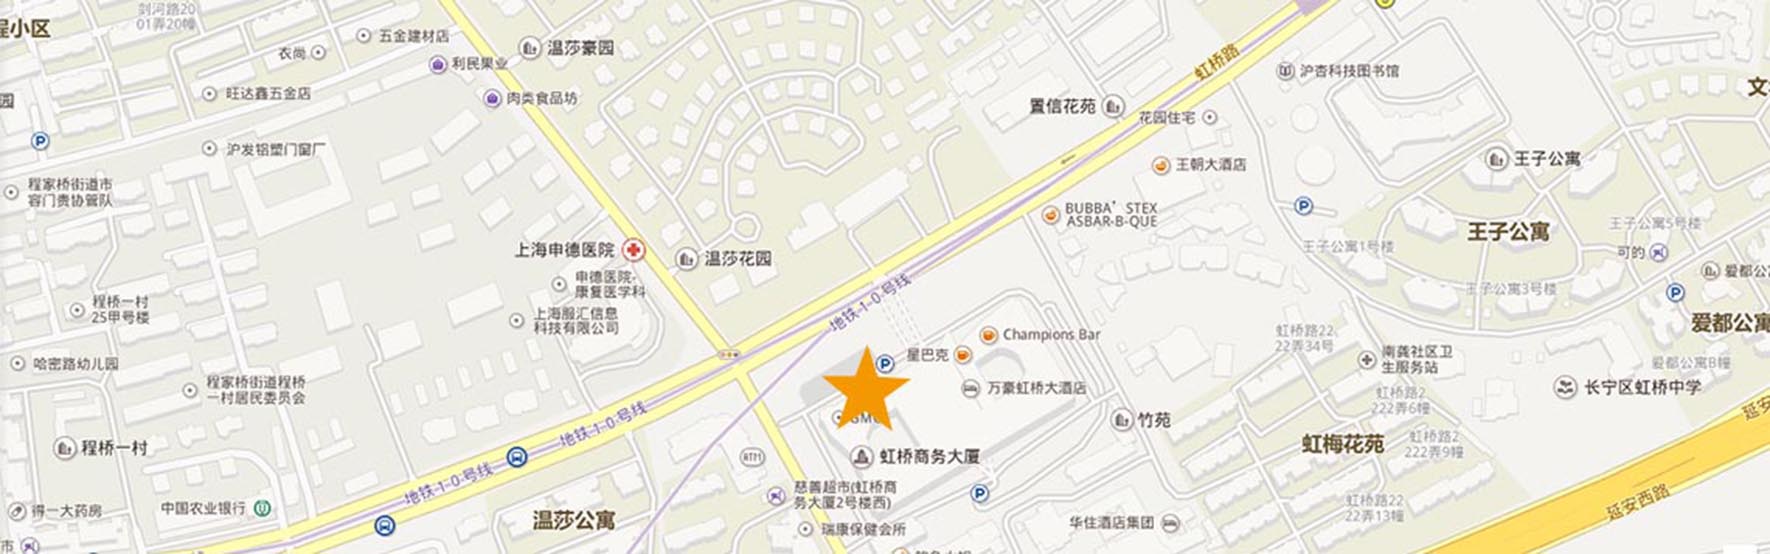 剑河路20
01弄20幢
小区
五金建材店
衣尚
温莎豪园
利民果业
旺达鑫五金店
肉类食品坊
园
P
沪发铝塑门窗厂
程家桥街道市
容门责协管队
虹桥路
沪杏科技图书馆
置信花苑
花园住宅
王朝大酒店
BUBBA' STEX
ASBAR-B-QUE
P
王子公寓
王子公寓
王子公寓1号楼
王子公寓5号楼
可的
王子公寓3号楼
P
爱都公
爱都公寓
爱都公寓B幢
上海申德医院
温莎花园
申德医院-
康复医学科
上海服汇信息
科技有限公司
程桥一村
25甲号楼
哈密路幼儿园
程家桥街道程桥
一村居民委员会
地铁-1-0-号线
Champions Bar
P
星巴克
万豪虹桥大酒店
GMC
虹桥路22
22弄34号
南龚社区卫
生服务站
长宁区虹桥中学
虹桥路2
222弄6幢
竹苑
虹梅花苑
虹桥路2
222弄9幢
延安
程桥一村
地铁-1-0-号线
地铁-1-0-号线
ATM
虹桥商务大厦
P
慈善超市(虹桥商
务大厦2号楼西)
瑞康保健会所
华住酒店集团
虹桥路22
22弄13幢
延安西路
得一大药房
中国农业银行
温莎公寓
市